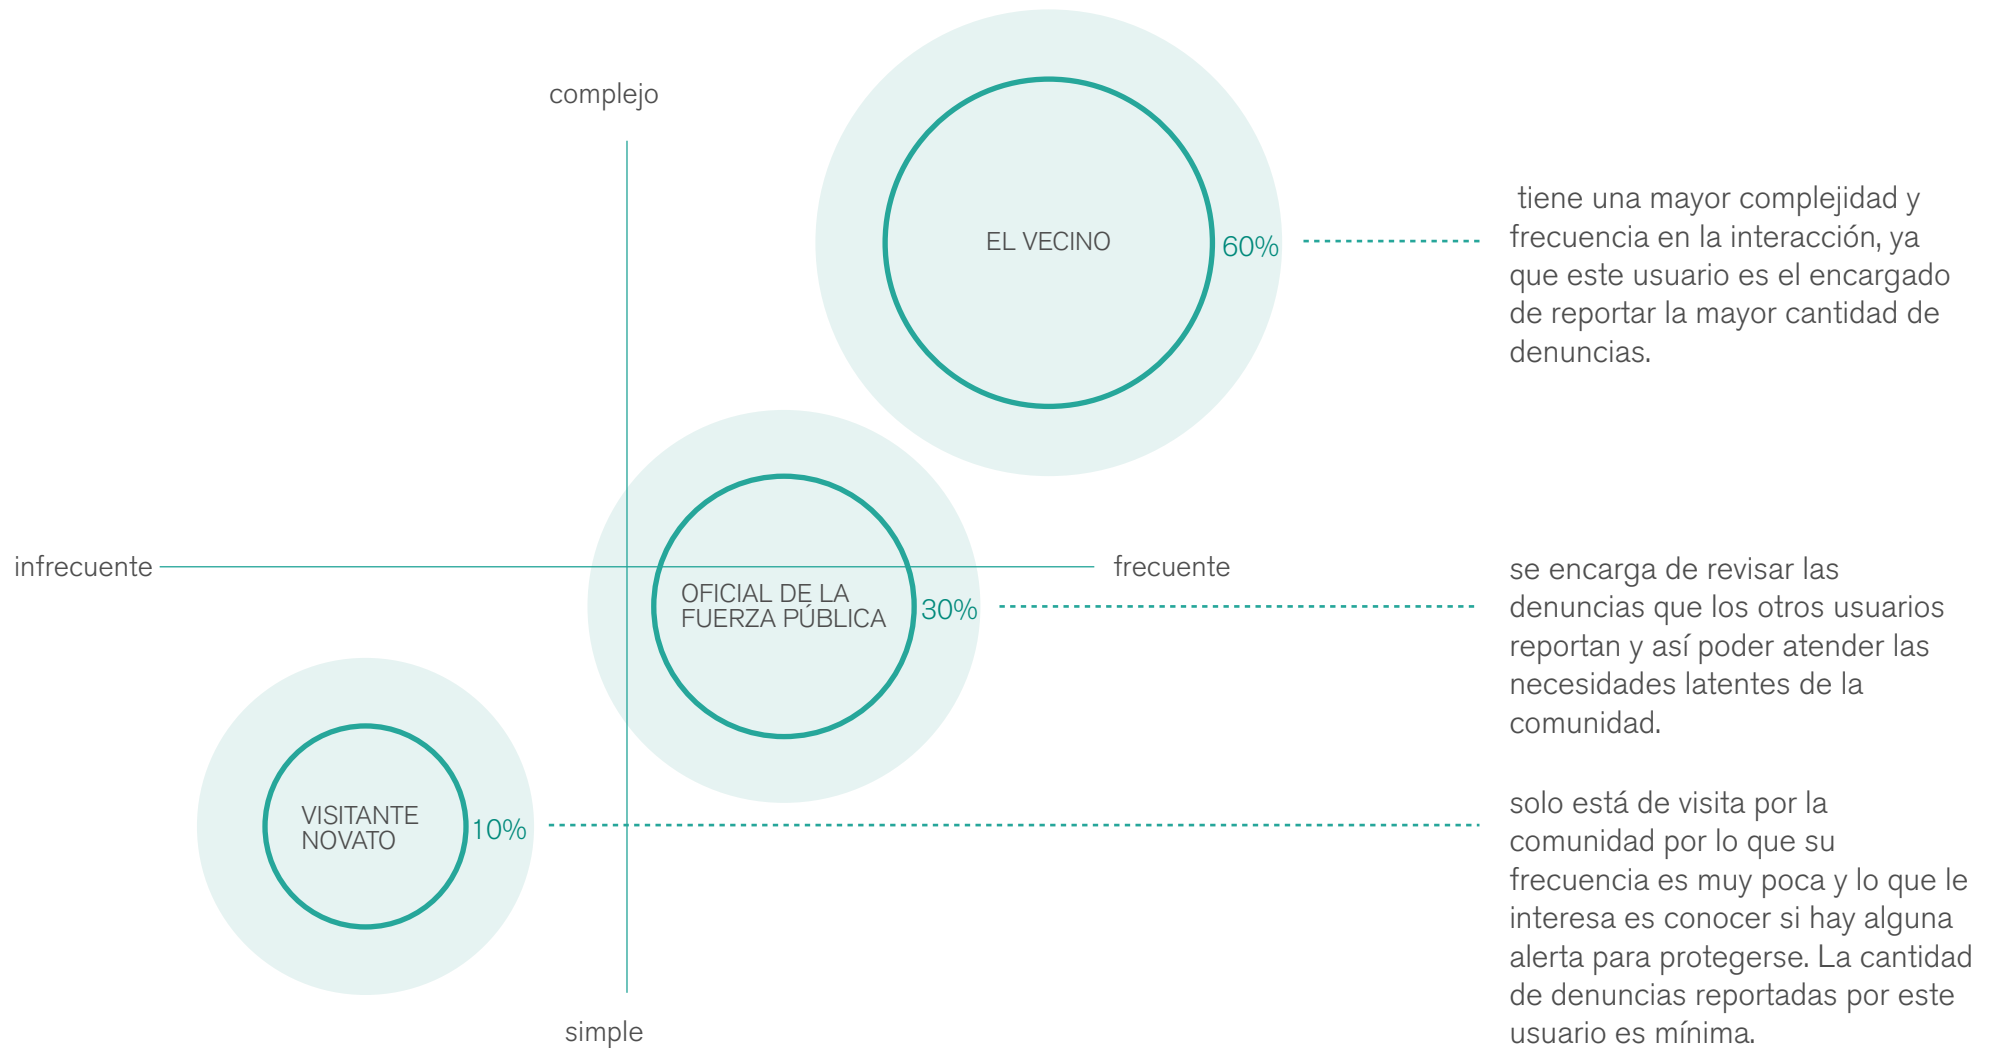 complejo
EL VECINO
60%
tiene una mayor complejidad y
frecuencia en la interacción, ya
que este usuario es el encargado
de reportar la mayor cantidad de
denuncias.
infrecuente
frecuente
OFICIAL DE LA
FUERZA PÚBLICA
30%
se encarga de revisar las
denuncias que los otros usuarios
reportan y así poder atender las
necesidades latentes de la
comunidad.
VISITANTE
NOVATO
10%
solo está de visita por la
comunidad por lo que su
frecuencia es muy poca y lo que le
interesa es conocer si hay alguna
alerta para protegerse. La cantidad
de denuncias reportadas por este
usuario es mínima.
simple